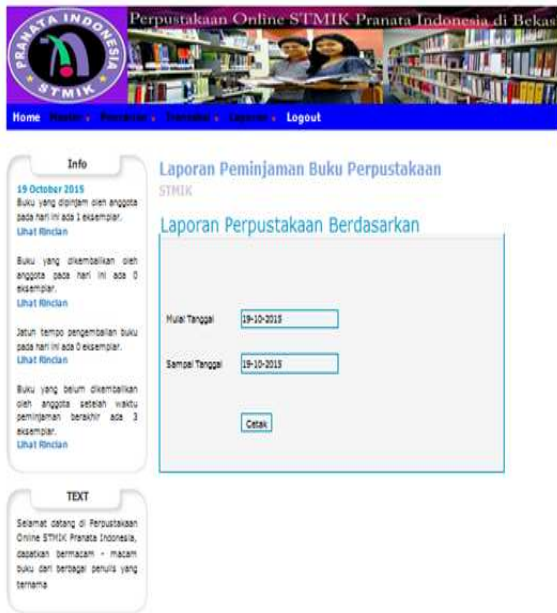 PRANATA INDONESIA
STMIK
Perpustakaan Online STMIK Pranata Indonesia di Bekas
Home Master Pencarian Transaksi Laporan Logout
Info
19 October 2015
Buku yang dipinjam oleh anggota
pada hari ini ada 1 eksemplar.
Lihat Rincian
Buku yang dikembalikan oleh
anggota pada hari ini ada 0
eksemplar.
Lihat Rincian
Jatuh tempo pengembalian buku
pada hari ini ada 0 eksemplar.
Lihat Rincian
Buku yang belum dikembalikan
oleh anggota setelah waktu
peminjaman berakhir ada 3
eksemplar.
Lihat Rincian
TEXT
Selamat datang di Perpustakaan
Online STMIK Pranata Indonesia,
dapatkan bermacam - macam
buku dari berbagai penulis yang
ternama
Laporan Peminjaman Buku Perpustakaan
STMIK
Laporan Perpustakaan Berdasarkan
Mulai Tanggal 19-10-2015
Sampai Tanggal 19-10-2015
Cetak